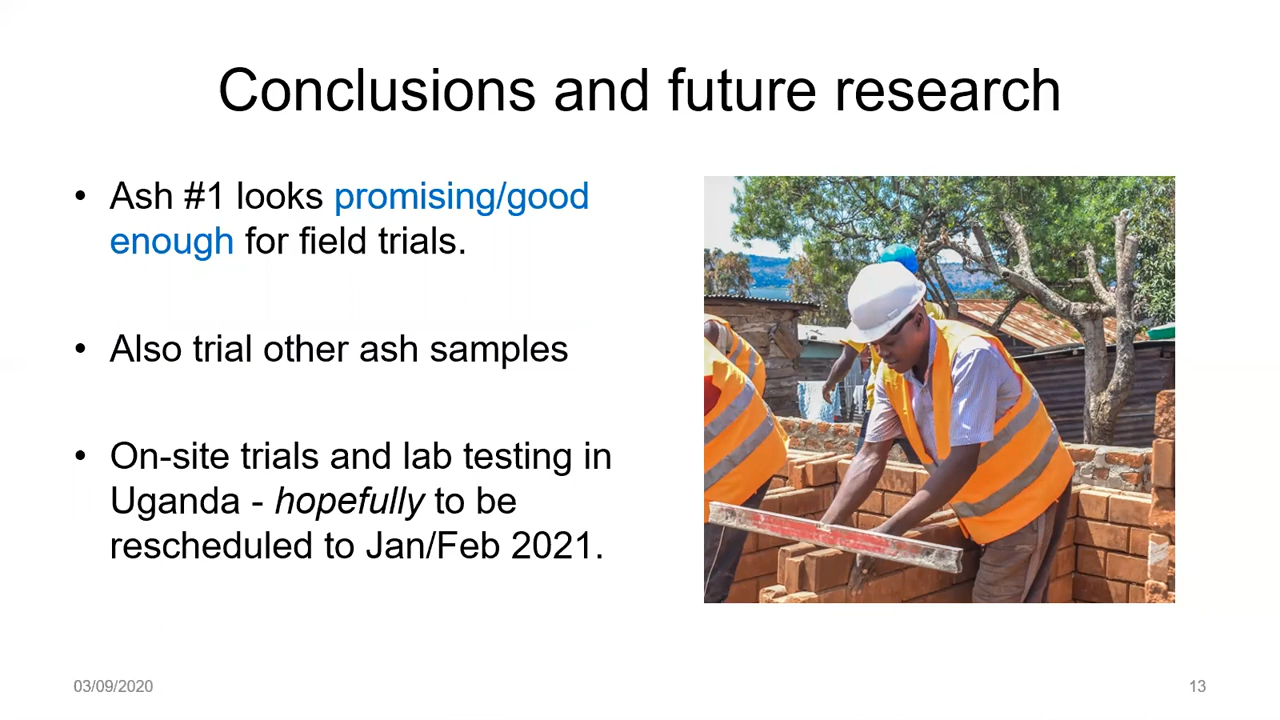 Conclusions and future research
• Ash #1 looks promising/good
enough for field trials.
• Also trial other ash samples
• On-site trials and lab testing in
Uganda - hopefully to be
rescheduled to Jan/Feb 2021.
03/09/2020
13